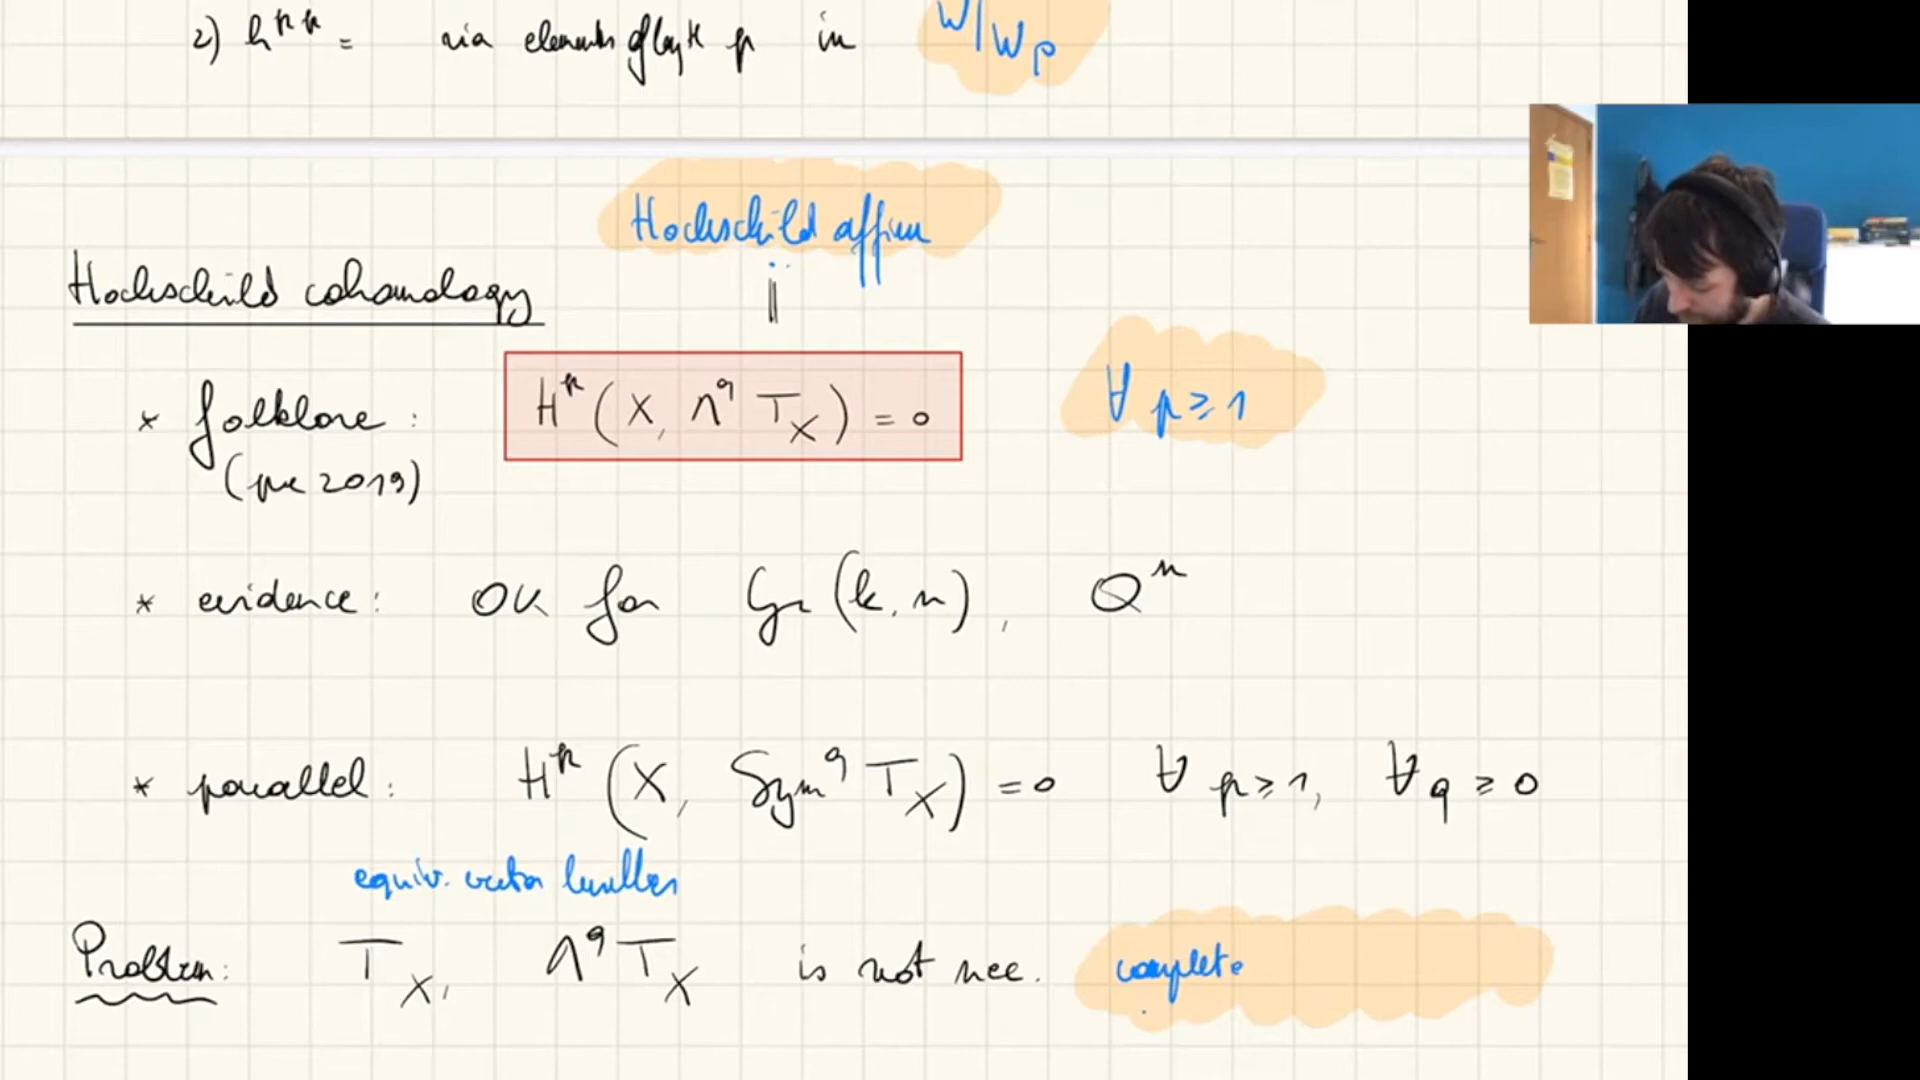 2) h^{p,p} = via elements of length p in W/W_P
Hochschild affine
Hochschild cohomology
* folklore : H^p (X, Λ^q T_X) = 0 ∀ p ≥ 1
(pre 2019)
* evidence : OK for Gr (k, n), Q^n
* parallel : H^p (X, Sym^q T_X) = 0 ∀ p ≥ 1, ∀ q ≥ 0
equiv. vector bundles
Problem : T_X, Λ^q T_X is not nec. complete